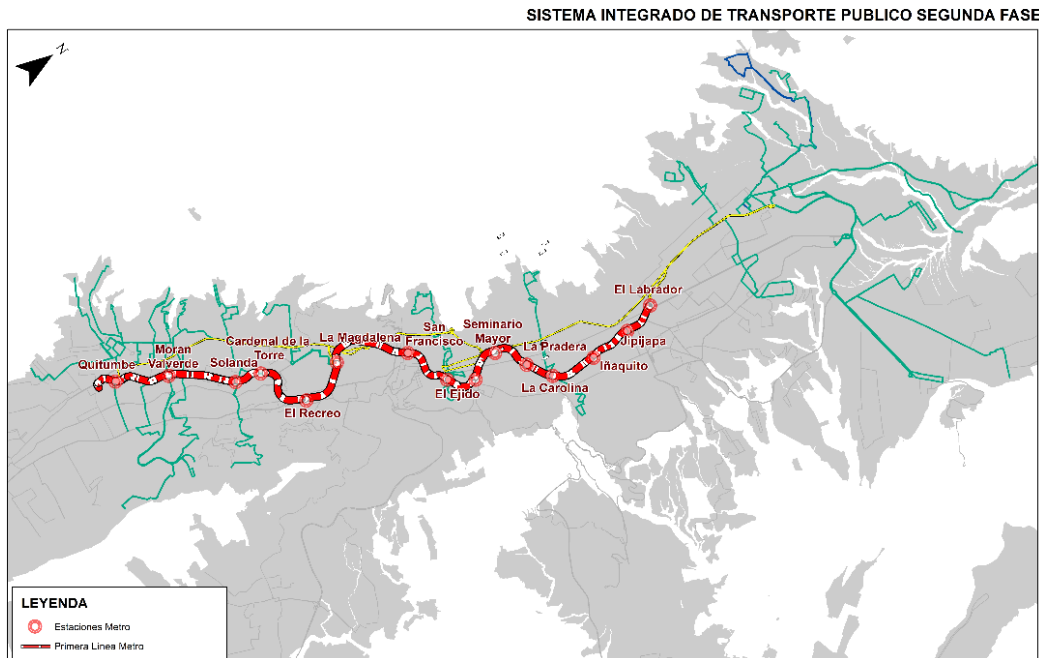 SISTEMA INTEGRADO DE TRANSPORTE PUBLICO SEGUNDA FASE
N
El Labrador
Jipijapa
Iñaquito
La Carolina
La Pradera
Seminario
Mayor
El Ejido
San
Francisco
La Magdalena
El Recreo
Cardenal de la
Torre
Solanda
Moran
Valverde
Quitumbe
LEYENDA
Estaciones Metro
Primera Linea Metro